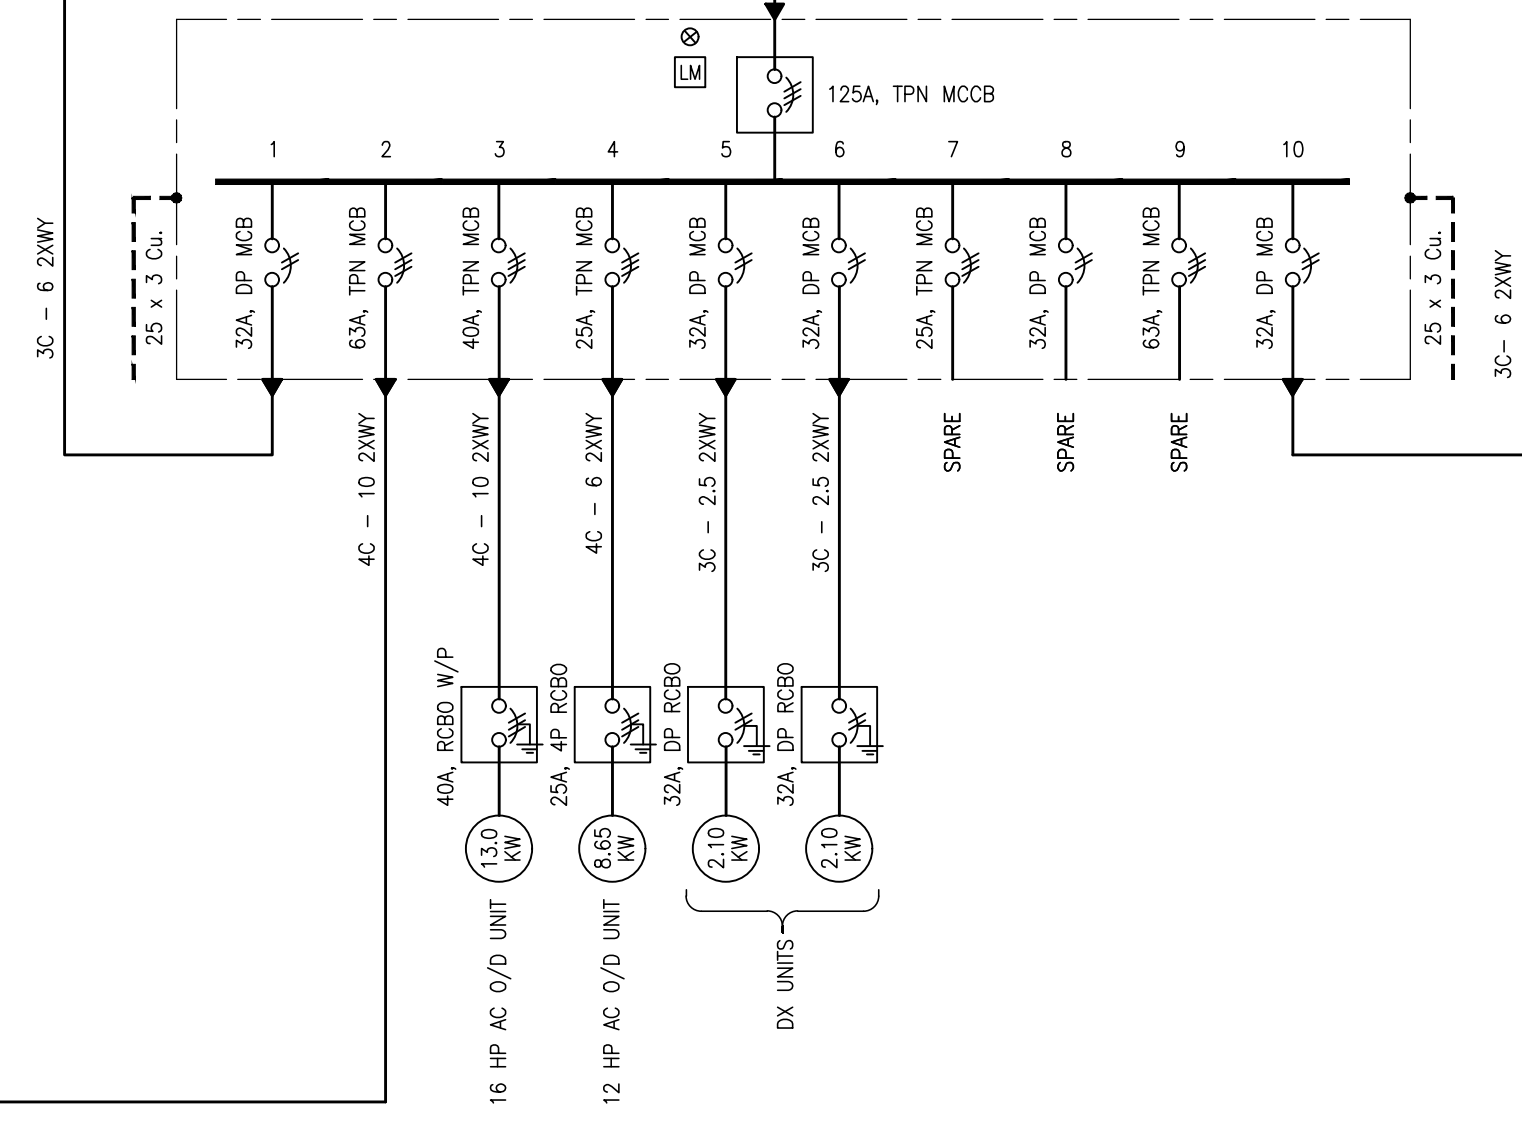 LM
125A, TPN MCCB
1
2
3
4
5
6
7
8
9
10
3C - 6 2XWY
25 x 3 Cu.
32A, DP MCB
63A, TPN MCB
40A, TPN MCB
25A, TPN MCB
32A, DP MCB
32A, DP MCB
25A, TPN MCB
32A, DP MCB
63A, TPN MCB
32A, DP MCB
25 x 3 Cu.
3C- 6 2XWY
4C - 10 2XWY
4C - 10 2XWY
4C - 6 2XWY
3C - 2.5 2XWY
3C - 2.5 2XWY
SPARE
SPARE
SPARE
40A, RCBO W/P
25A, 4P RCBO
32A, DP RCBO
32A, DP RCBO
13.0
KW
8.65
KW
2.10
KW
2.10
KW
16 HP AC O/D UNIT
12 HP AC O/D UNIT
DX UNITS